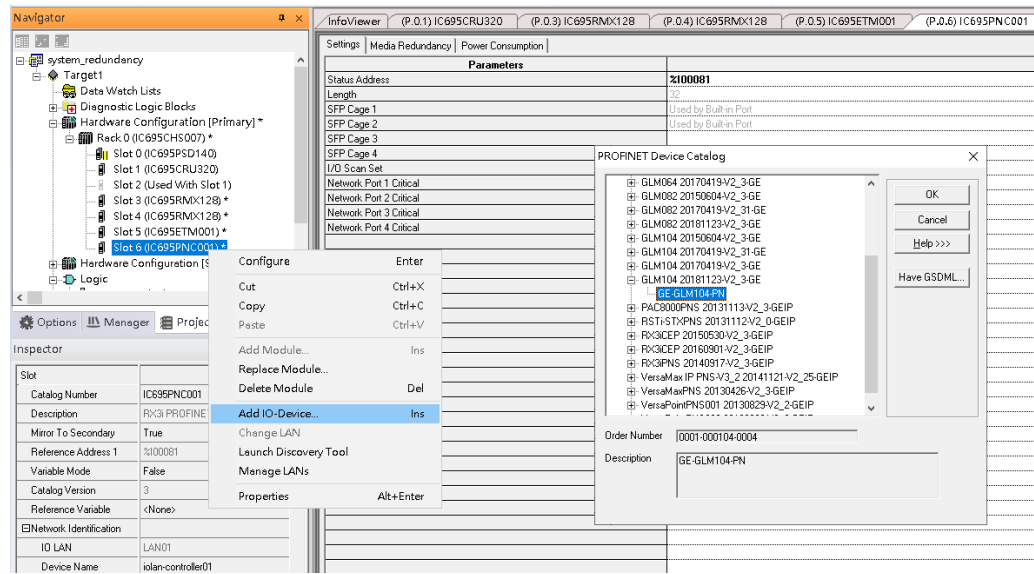 Navigator
system_redundancy
Target1
Data Watch Lists
Diagnostic Logic Blocks
Hardware Configuration [Primary] *
Rack 0 (IC695CHS007) *
Slot 0 (IC695PSD140)
Slot 1 (IC695CRU320)
Slot 2 (Used With Slot 1)
Slot 3 (IC695RMX128) *
Slot 4 (IC695RMX128) *
Slot 5 (IC695ETM001) *
Slot 6 (IC695PNC001) *
Hardware Configuration [S
Logic
Options
Manager
Projec
Inspector
Slot
Catalog Number IC695PNC001
Description RX3i PROFINE
Mirror To Secondary True
Reference Address 1 %I00081
Variable Mode False
Catalog Version 3
Reference Variable <None>
Network Identification
IO LAN LAN01
Device Name iolan-controller01
Configure Enter
Cut Ctrl+X
Copy Ctrl+C
Paste Ctrl+V
Add Module... Ins
Replace Module...
Delete Module Del
Add IO-Device... Ins
Change LAN
Launch Discovery Tool
Manage LANs
Properties Alt+Enter
InfoViewer (P.0.1) IC695CRU320 (P.0.3) IC695RMX128 (P.0.4) IC695RMX128 (P.0.5) IC695ETM001 (P.0.6) IC695PNC001
Settings Media Redundancy Power Consumption
Parameters
Status Address %I00081
Length 32
SFP Cage 1 Used by Built-in Port
SFP Cage 2 Used by Built-in Port
SFP Cage 3
SFP Cage 4
I/O Scan Set
Network Port 1 Critical
Network Port 2 Critical
Network Port 3 Critical
Network Port 4 Critical
PROFINET Device Catalog
GLM064 20170419-V2_3-GE
GLM082 20150604-V2_3-GE
GLM082 20170419-V2_31-GE
GLM082 20181123-V2_3-GE
GLM104 20150604-V2_3-GE
GLM104 20170419-V2_31-GE
GLM104 20170419-V2_3-GE
GLM104 20181123-V2_3-GE
GE-GLM104-PN
PAC8000PNS 20131113-V2_3-GEIP
RSTi-STXPNS 20131112-V2_0-GEIP
RX3iCEP 20150530-V2_3-GEIP
RX3iCEP 20160901-V2_3-GEIP
RX3iPNS 20140917-V2_3-GEIP
VersaMax IP PNS-V3_2 20141121-V2_25-GEIP
VersaMaxPNS 20130426-V2_3-GEIP
VersaPointPNS001 20130829-V2_2-GEIP
OK
Cancel
Help >>>
Have GSDML...
Order Number 0001-000104-0004
Description GE-GLM104-PN